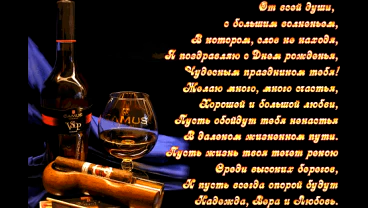 От всей души,
с большим волненьем,
В котором, слов не находя,
Я поздравляю с Днем рожденья,
Чудесным праздником тебя!
Желаю много, много счастья,
Хорошей и большой любви,
Пусть обойдут тебя ненастья
В далеком жизненном пути.
Пусть жизнь твоя течет рекою
Среди высоких берегов,
И пусть всегда опорой будут
Надежда, Вера и Любовь.
AMUS
VSP